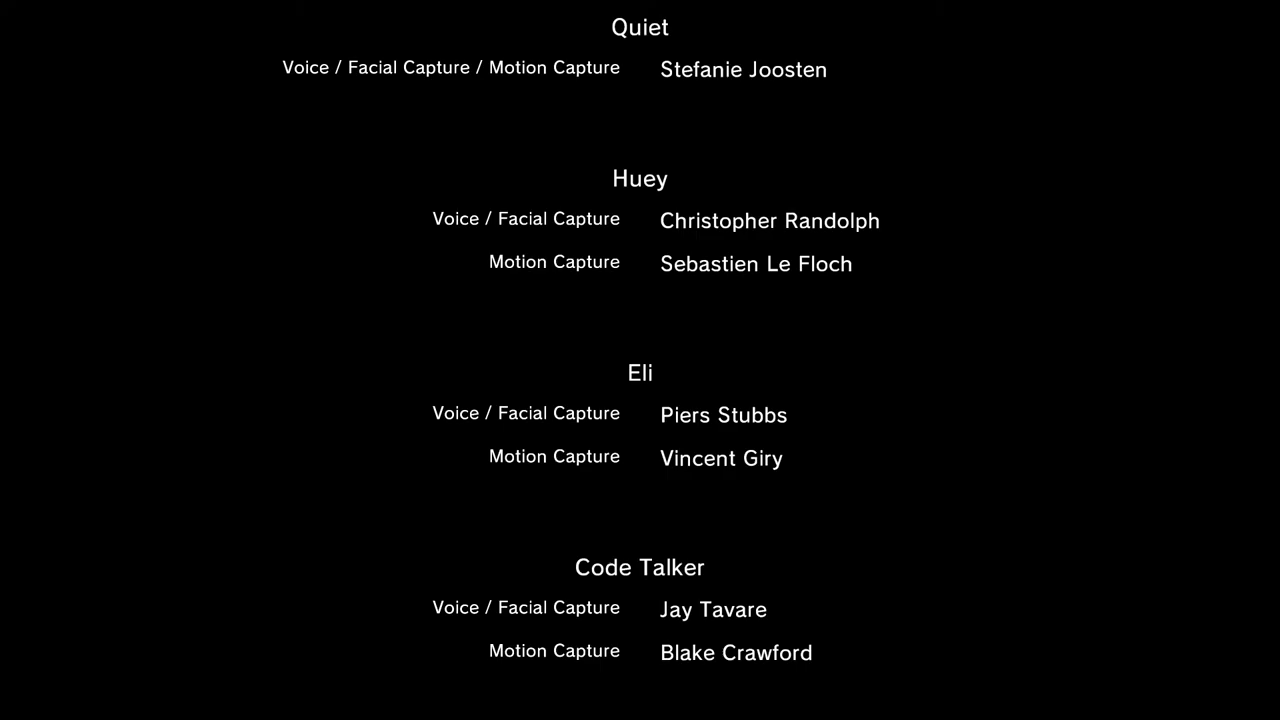 Quiet
Voice / Facial Capture / Motion Capture Stefanie Joosten
Huey
Voice / Facial Capture Christopher Randolph
Motion Capture Sebastien Le Floch
Eli
Voice / Facial Capture Piers Stubbs
Motion Capture Vincent Giry
Code Talker
Voice / Facial Capture Jay Tavare
Motion Capture Blake Crawford